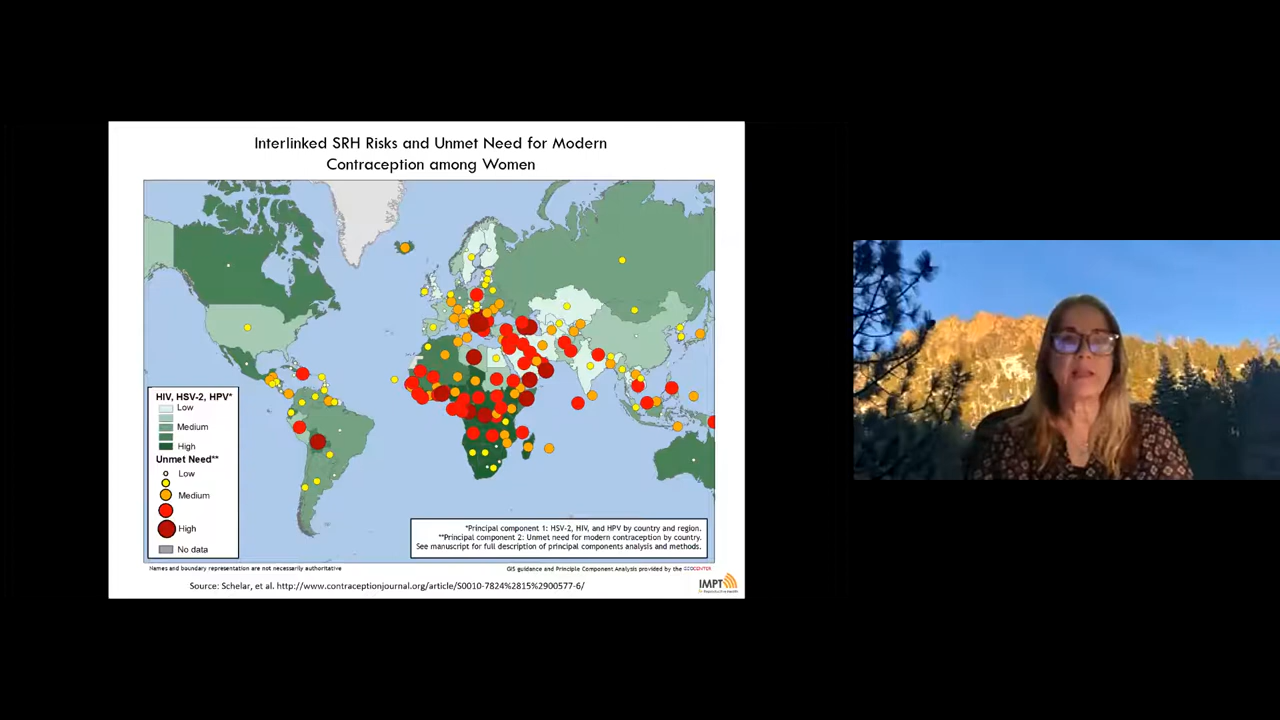 Interlinked SRH Risks and Unmet Need for Modern
Contraception among Women
HIV, HSV-2, HPV*
Low
Medium
High
Unmet Need**
Low
Medium
High
No data
*Principal component 1: HSV-2, HIV, and HPV by country and region.
**Principal component 2: Unmet need for modern contraception by country.
See manuscript for full description of principal components analysis and methods.
Names and boundary representation are not necessarily authoritative
GIS guidance and Principle Component Analysis provided by the GEOCENTER
Source: Schelar, et al. http://www.contraceptionjournal.org/article/S0010-7824%2815%2900577-6/
IMPT
for Reproductive Health